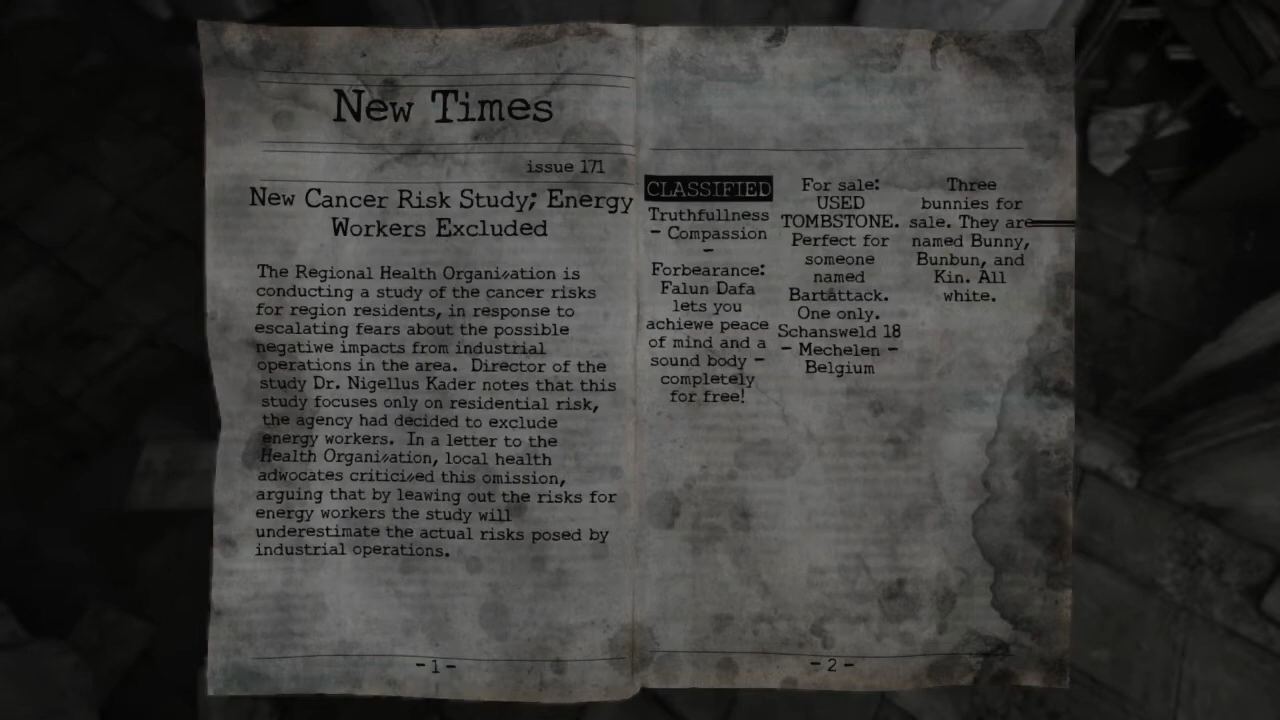 New Times
issue 171
New Cancer Risk Study; Energy
Workers Excluded
The Regional Health Organization is
conducting a study of the cancer risks
for region residents, in response to
escalating fears about the possible
negatiwe impacts from industrial
operations in the area. Director of the
study Dr. Nigellus Kader notes that this
study focuses only on residential risk,
the agency had decided to exclude
energy workers. In a letter to the
Health Organization, local health
adwocates criticized this omission,
arguing that by leawing out the risks for
energy workers the study will
underestimate the actual risks posed by
industrial operations.
- 1 -
CLASSIFIED
Truthfullness
- Compassion
-
Forbearance:
Falun Dafa
lets you
achiewe peace
of mind and a
sound body -
completely
for free!
For sale:
USED
TOMBSTONE.
Perfect for
someone
named
Bartattack.
One only.
Schansweld 18
- Mechelen -
Belgium
Three
bunnies for
sale. They are
named Bunny,
Bunbun, and
Kin. All
white.
- 2 -